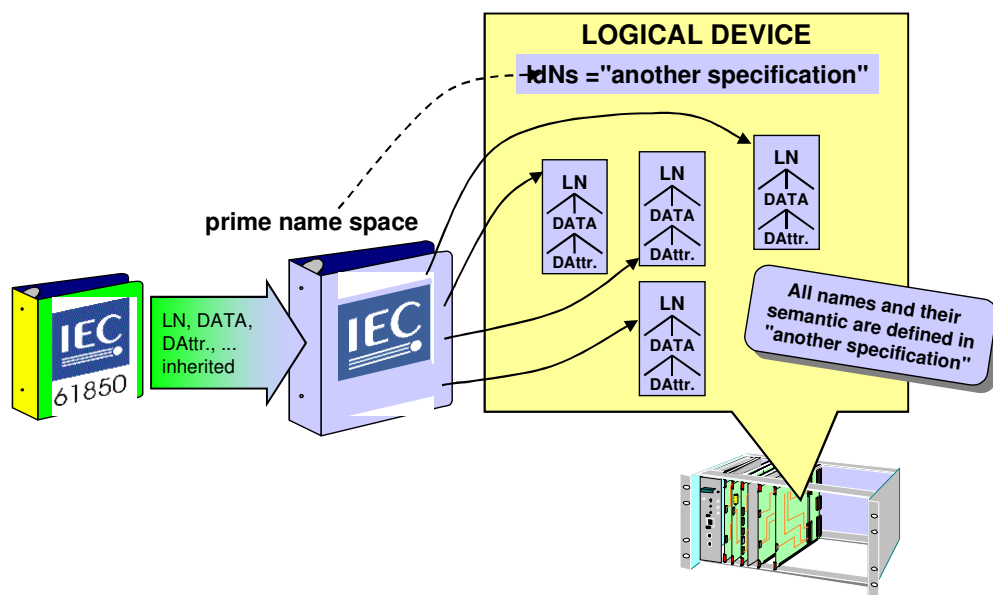 LOGICAL DEVICE
ldNs ="another specification"
prime name space
LN
DATA
DAttr.
LN
DATA
DAttr.
LN
DATA
DAttr.
LN
DATA
DAttr.
IEC
61850
LN, DATA,
DAttr., ...
inherited
IEC
All names and their
semantic are defined in
"another specification"